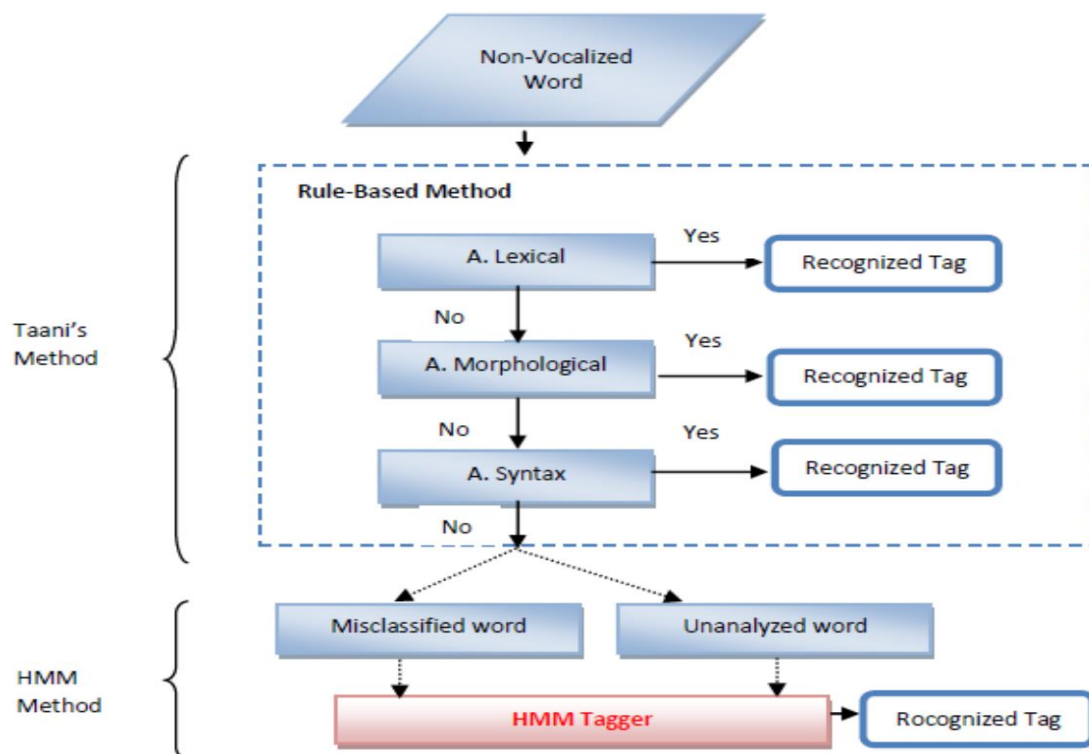 Non-Vocalized
Word
Rule-Based Method
A. Lexical
Yes
Recognized Tag
No
Taani's
Method
A. Morphological
Yes
Recognized Tag
No
A. Syntax
Yes
Recognized Tag
No
Misclassified word
Unanalyzed word
HMM
Method
HMM Tagger
Rocognized Tag